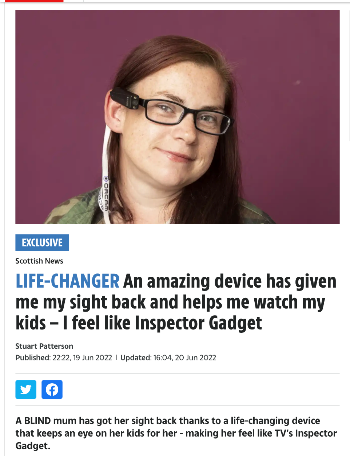 EXCLUSIVE
Scottish News
LIFE-CHANGER An amazing device has given
me my sight back and helps me watch my
kids – I feel like Inspector Gadget
Stuart Patterson
Published: 22:22, 19 Jun 2022 | Updated: 16:04, 20 Jun 2022
A BLIND mum has got her sight back thanks to a life-changing device
that keeps an eye on her kids for her - making her feel like TV's Inspector
Gadget.